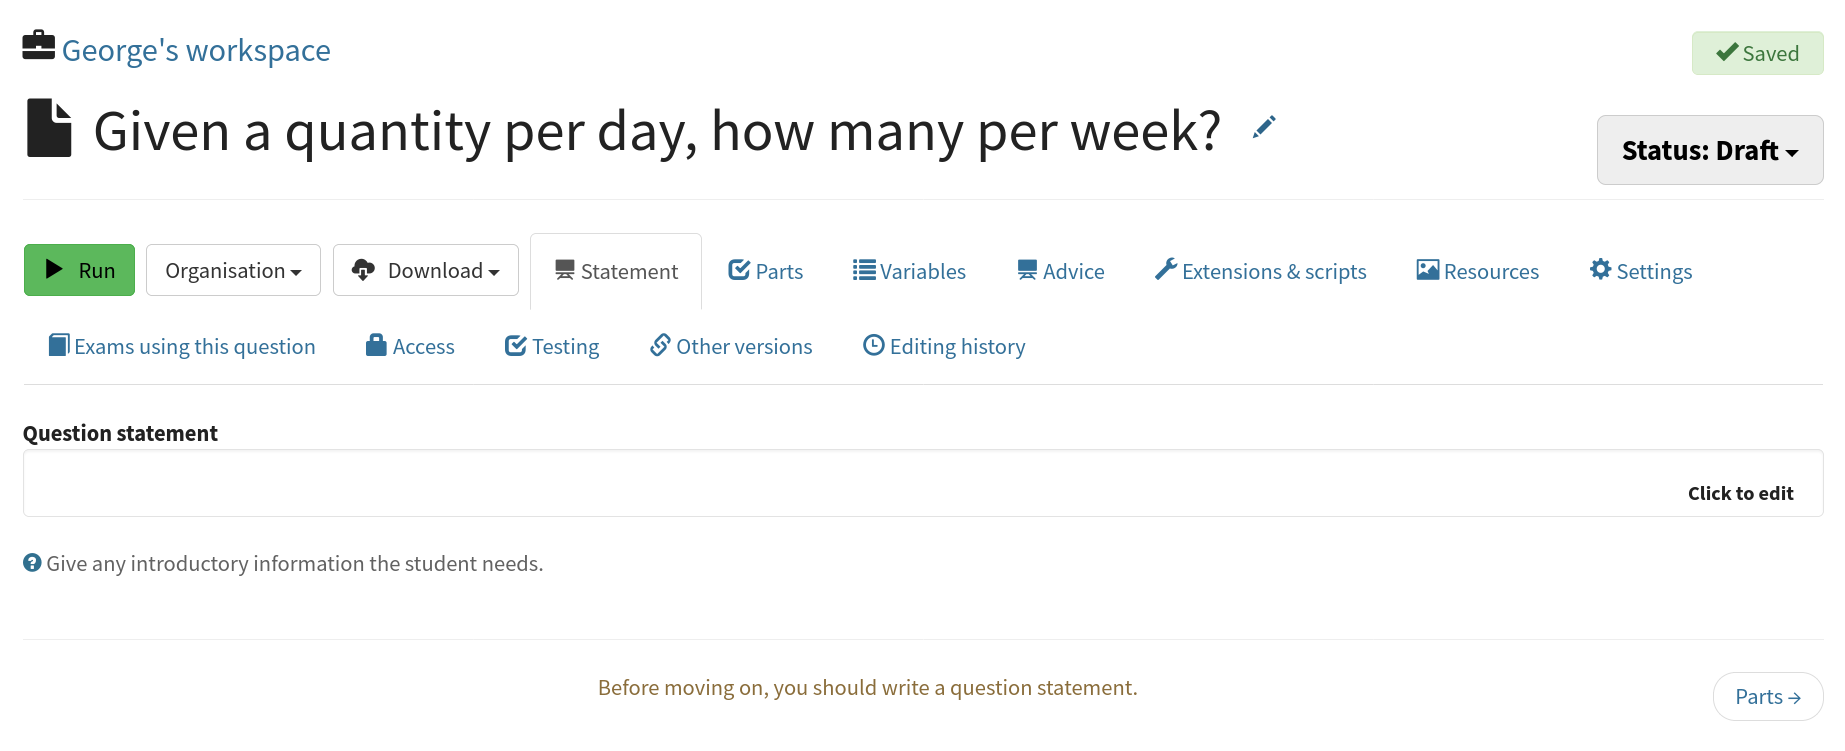 George's workspace
Saved
Given a quantity per day, how many per week?
Status: Draft
Run Organisation Download Statement Parts Variables Advice Extensions & scripts Resources Settings
Exams using this question Access Testing Other versions Editing history
Question statement
Click to edit
Give any introductory information the student needs.
Before moving on, you should write a question statement.
Parts →